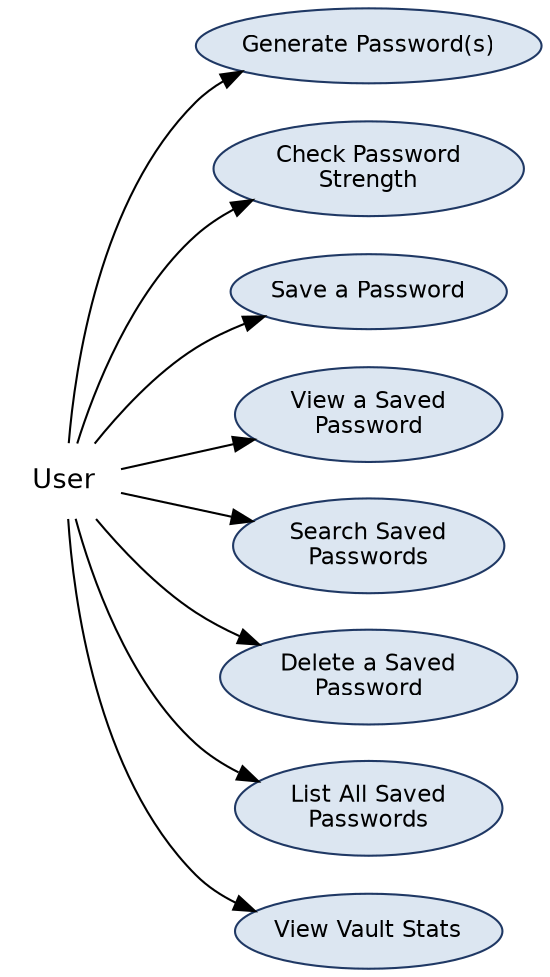 Generate Password(s)
Check Password
Strength
Save a Password
View a Saved
Password
User
Search Saved
Passwords
Delete a Saved
Password
List All Saved
Passwords
View Vault Stats